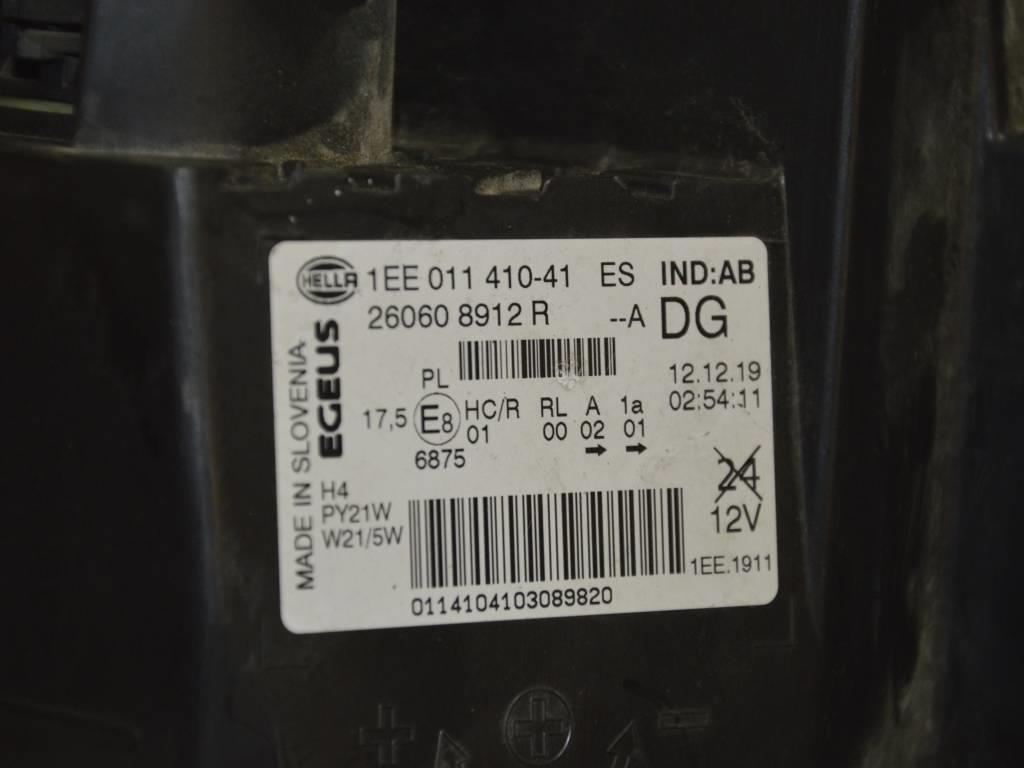 HELLA 1EE 011 410-41 ES IND:AB
26060 8912 R --A DG
EGEUS
MADE IN SLOVENIA
12.12.19
02:54:11
PL
17,5 E8 HC/R RL A 1a
01 00 02 01
6875
24
12V
H4
PY21W
W21/5W
1EE.1911
0114104103089820